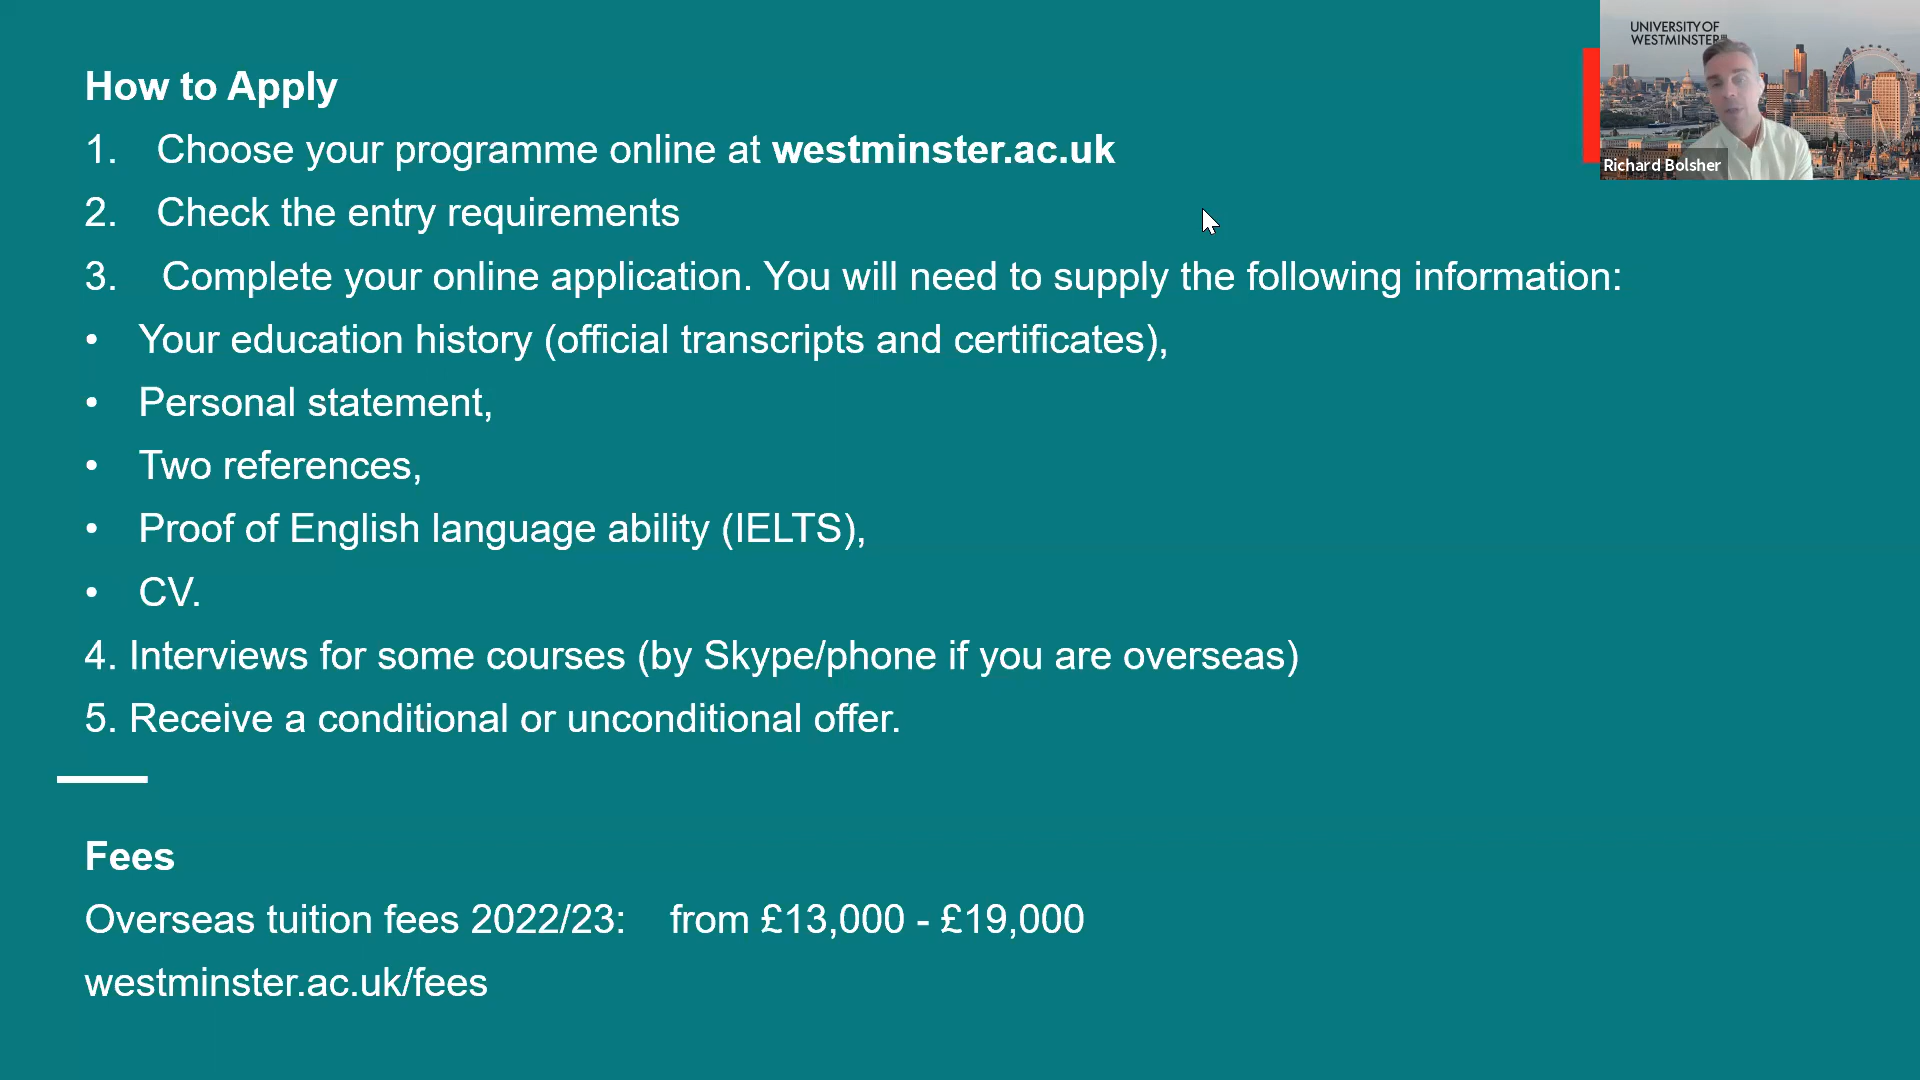 How to Apply
1. Choose your programme online at westminster.ac.uk
2. Check the entry requirements
3. Complete your online application. You will need to supply the following information:
• Your education history (official transcripts and certificates),
• Personal statement,
• Two references,
• Proof of English language ability (IELTS),
• CV.
4. Interviews for some courses (by Skype/phone if you are overseas)
5. Receive a conditional or unconditional offer.
Fees
Overseas tuition fees 2022/23: from £13,000 - £19,000
westminster.ac.uk/fees
UNIVERSITY OF
WESTMINSTER
Richard Bolsher